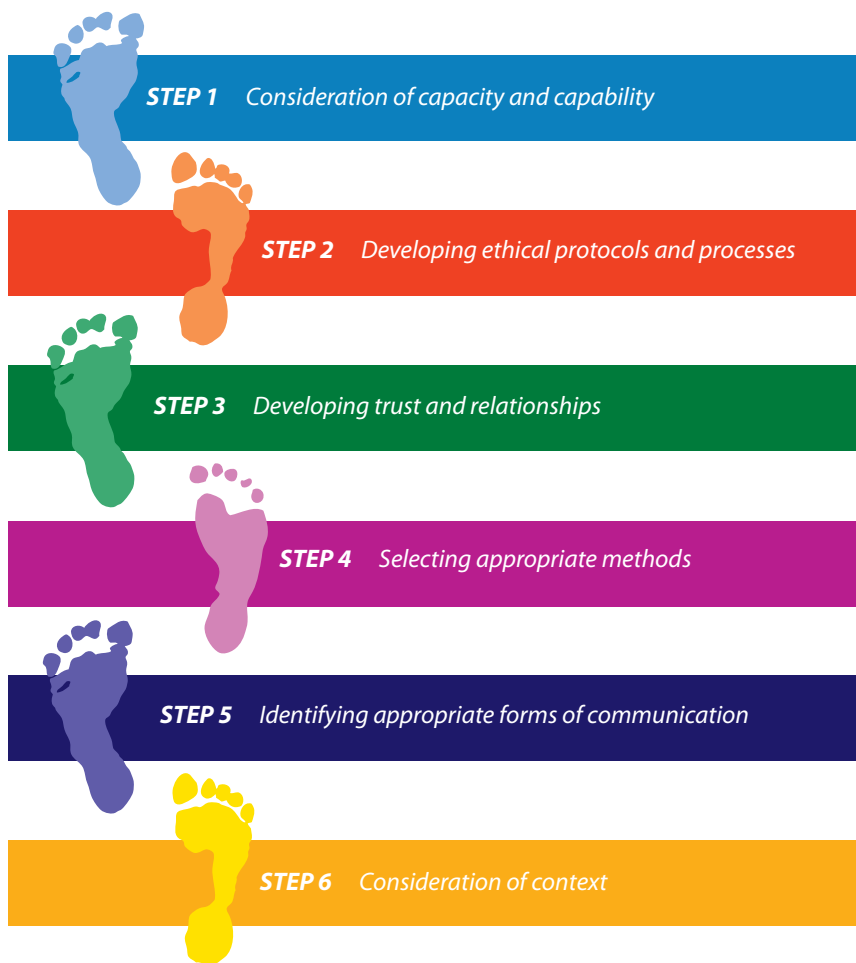 STEP 1 Consideration of capacity and capability
STEP 2 Developing ethical protocols and processes
STEP 3 Developing trust and relationships
STEP 4 Selecting appropriate methods
STEP 5 Identifying appropriate forms of communication
STEP 6 Consideration of context